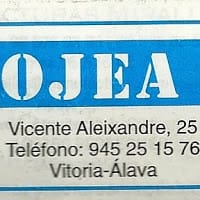 OJEA
Vicente Aleixandre, 25
Teléfono: 945 25 15 76
Vitoria-Álava